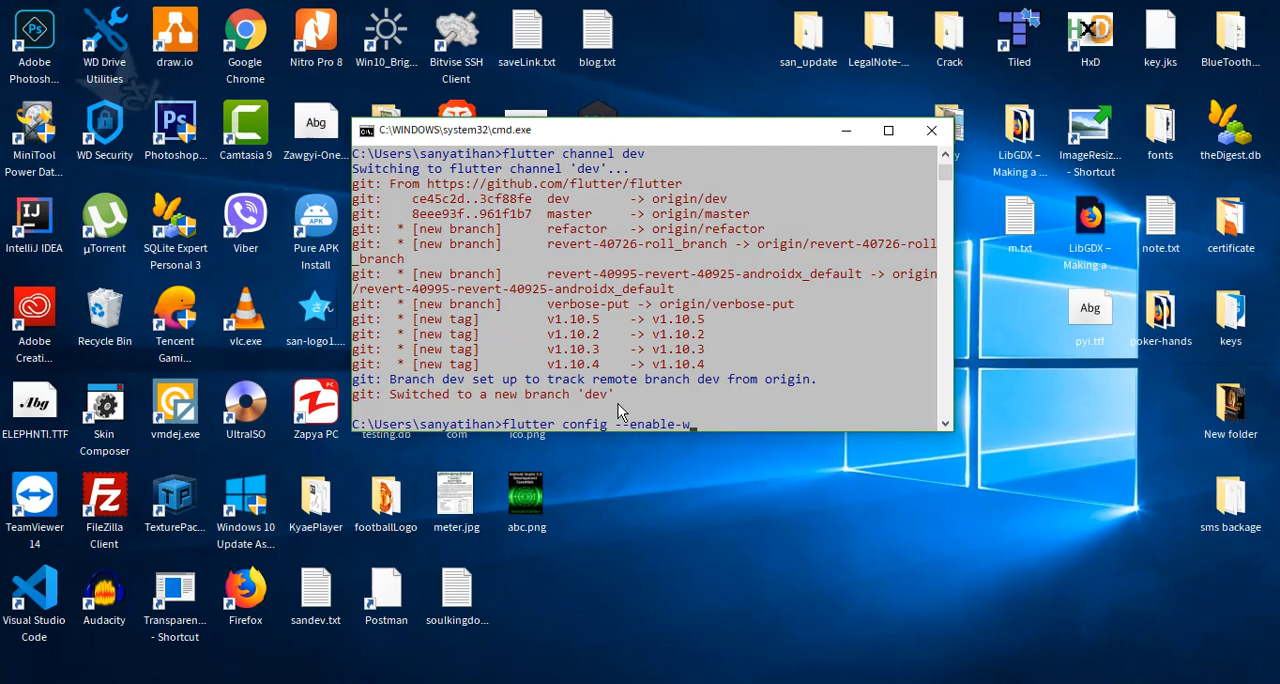 Adobe
Photosh...
WD Drive
Utilities
draw.io
Google
Chrome
Nitro Pro 8
Win10_Brig...
Bitvise SSH
Client
saveLink.txt
blog.txt
san_update
LegalNote-...
Crack
Tiled
HxD
key.jks
BlueTooth...
MiniTool
Power Dat...
WD Security
Photoshop...
Camtasia 9
Abg
Zawgyi-One...
LibGDX –
Making a ...
ImageResiz...
- Shortcut
fonts
theDigest.db
IntelliJ IDEA
µTorrent
SQLite Expert
Personal 3
Viber
Pure APK
Install
m.txt
LibGDX –
Making a ...
note.txt
certificate
Adobe
Creati...
Recycle Bin
Tencent
Gami...
vlc.exe
さん
san-logo1...
Abg
pyi.ttf
poker-hands
keys
C:\WINDOWS\system32\cmd.exe
C:\Users\sanyatihan>flutter channel dev
Switching to flutter channel 'dev'...
git: From https://github.com/flutter/flutter
git:    ce45c2d..3cf88fe  dev        -> origin/dev
git:    8eee93f..961f1b7  master     -> origin/master
git:  * [new branch]      refactor   -> origin/refactor
git:  * [new branch]      revert-40726-roll_branch -> origin/revert-40726-roll
_branch
git:  * [new branch]      revert-40995-revert-40925-androidx_default -> origin
/revert-40995-revert-40925-androidx_default
git:  * [new branch]      verbose-put -> origin/verbose-put
git:  * [new tag]         v1.10.5    -> v1.10.5
git:  * [new tag]         v1.10.2    -> v1.10.2
git:  * [new tag]         v1.10.3    -> v1.10.3
git:  * [new tag]         v1.10.4    -> v1.10.4
git: Branch dev set up to track remote branch dev from origin.
git: Switched to a new branch 'dev'
C:\Users\sanyatihan>flutter config --enable-w_
Abg
ELEPHNTI.TTF
Skin
Composer
vmdej.exe
UltraISO
Zapya PC
testing.db
com
ico.png
New folder
TeamViewer
14
FileZilla
Client
TexturePac...
Windows 10
Update As...
KyaePlayer
footballLogo
meter.jpg
abc.png
sms backage
Visual Studio
Code
Audacity
Transparen...
- Shortcut
Firefox
sandev.txt
Postman
soulkingdo...